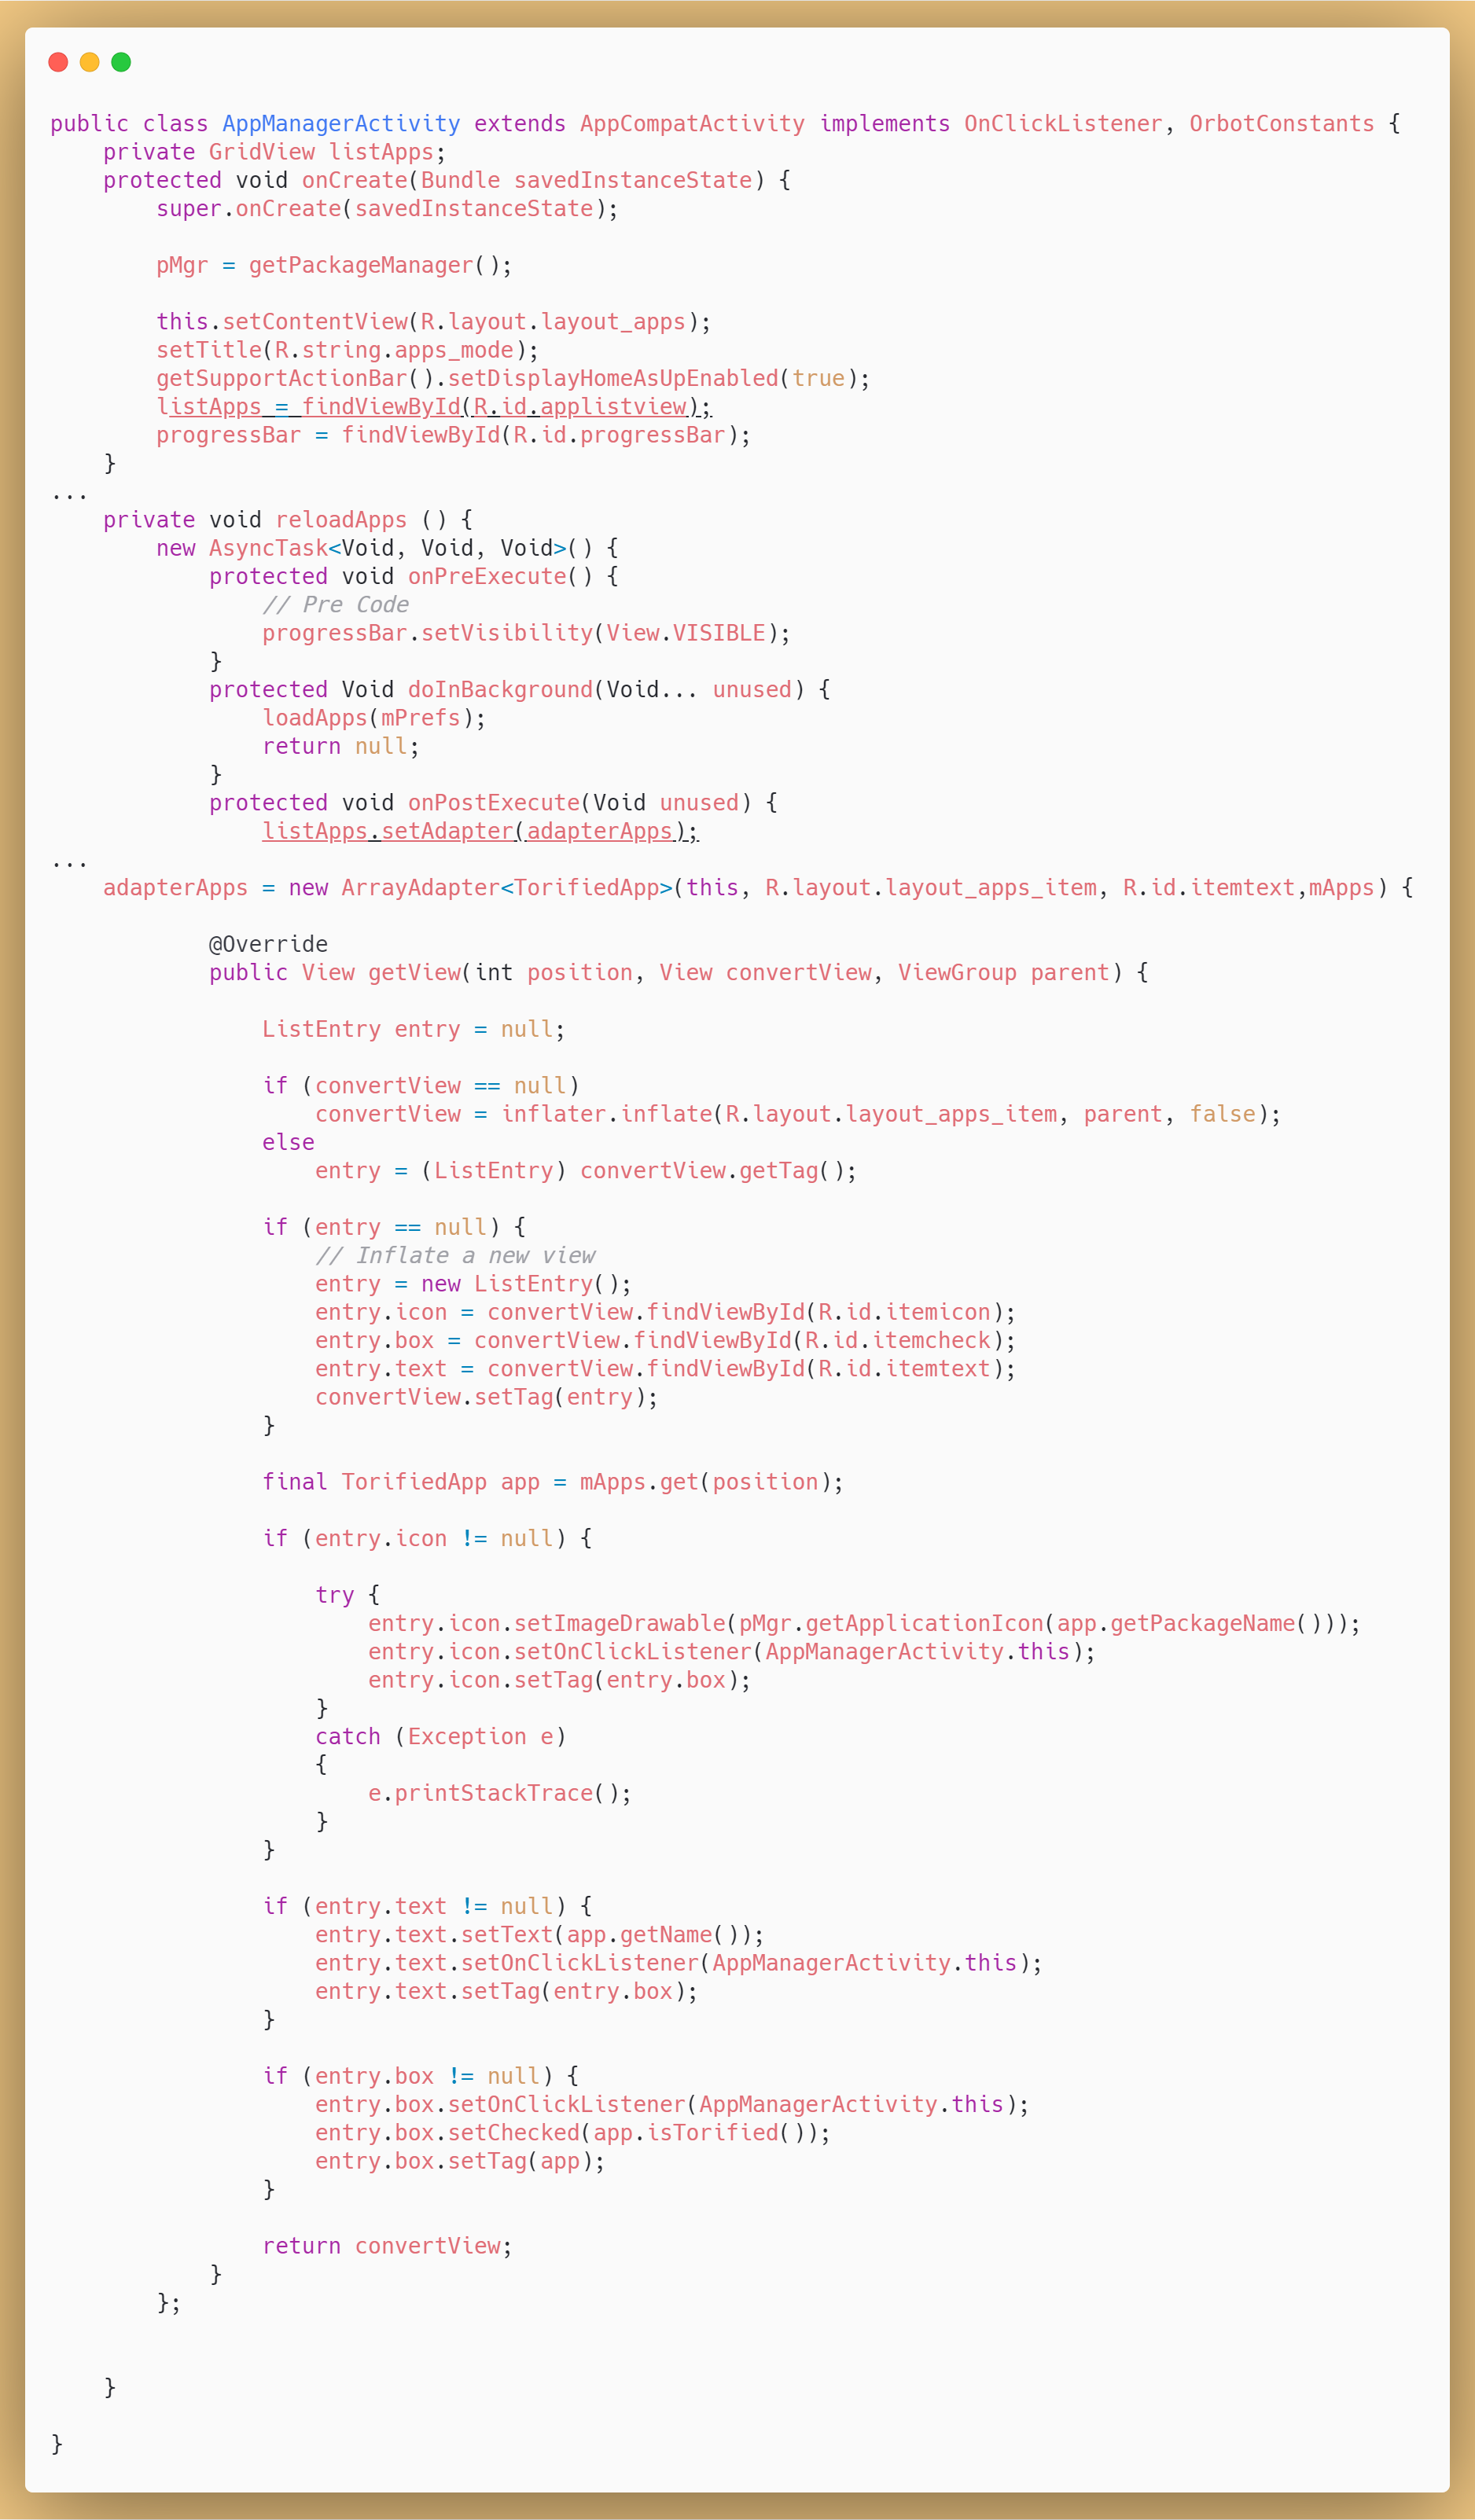 public class AppManagerActivity extends AppCompatActivity implements OnClickListener, OrbotConstants {
    private GridView listApps;
    protected void onCreate(Bundle savedInstanceState) {
        super.onCreate(savedInstanceState);

        pMgr = getPackageManager();

        this.setContentView(R.layout.layout_apps);
        setTitle(R.string.apps_mode);
        getSupportActionBar().setDisplayHomeAsUpEnabled(true);
        llistApps = findViewById(R.id.applistview);
        progressBar = findViewById(R.id.progressBar);
    }
...
    private void reloadApps () {
        new AsyncTask<Void, Void, Void>() {
            protected void onPreExecute() {
                // Pre Code
                progressBar.setVisibility(View.VISIBLE);
            }
            protected Void doInBackground(Void... unused) {
                loadApps(mPrefs);
                return null;
            }
            protected void onPostExecute(Void unused) {
                listApps.setAdapter(adapterApps);
...
    adapterApps = new ArrayAdapter<TorifiedApp>(this, R.layout.layout_apps_item, R.id.itemtext,mApps) {

            @Override
            public View getView(int position, View convertView, ViewGroup parent) {

                ListEntry entry = null;

                if (convertView == null)
                    convertView = inflater.inflate(R.layout.layout_apps_item, parent, false);
                else
                    entry = (ListEntry) convertView.getTag();

                if (entry == null) {
                    // Inflate a new view
                    entry = new ListEntry();
                    entry.icon = convertView.findViewById(R.id.itemicon);
                    entry.box = convertView.findViewById(R.id.itemcheck);
                    entry.text = convertView.findViewById(R.id.itemtext);
                    convertView.setTag(entry);
                }

                final TorifiedApp app = mApps.get(position);

                if (entry.icon != null) {

                    try {
                        entry.icon.setImageDrawable(pMgr.getApplicationIcon(app.getPackageName()));
                        entry.icon.setOnClickListener(AppManagerActivity.this);
                        entry.icon.setTag(entry.box);
                    }
                    catch (Exception e)
                    {
                        e.printStackTrace();
                    }
                }

                if (entry.text != null) {
                    entry.text.setText(app.getName());
                    entry.text.setOnClickListener(AppManagerActivity.this);
                    entry.text.setTag(entry.box);
                }

                if (entry.box != null) {
                    entry.box.setOnClickListener(AppManagerActivity.this);
                    entry.box.setChecked(app.isTorified());
                    entry.box.setTag(app);
                }

                return convertView;
            }
        };


    }

}